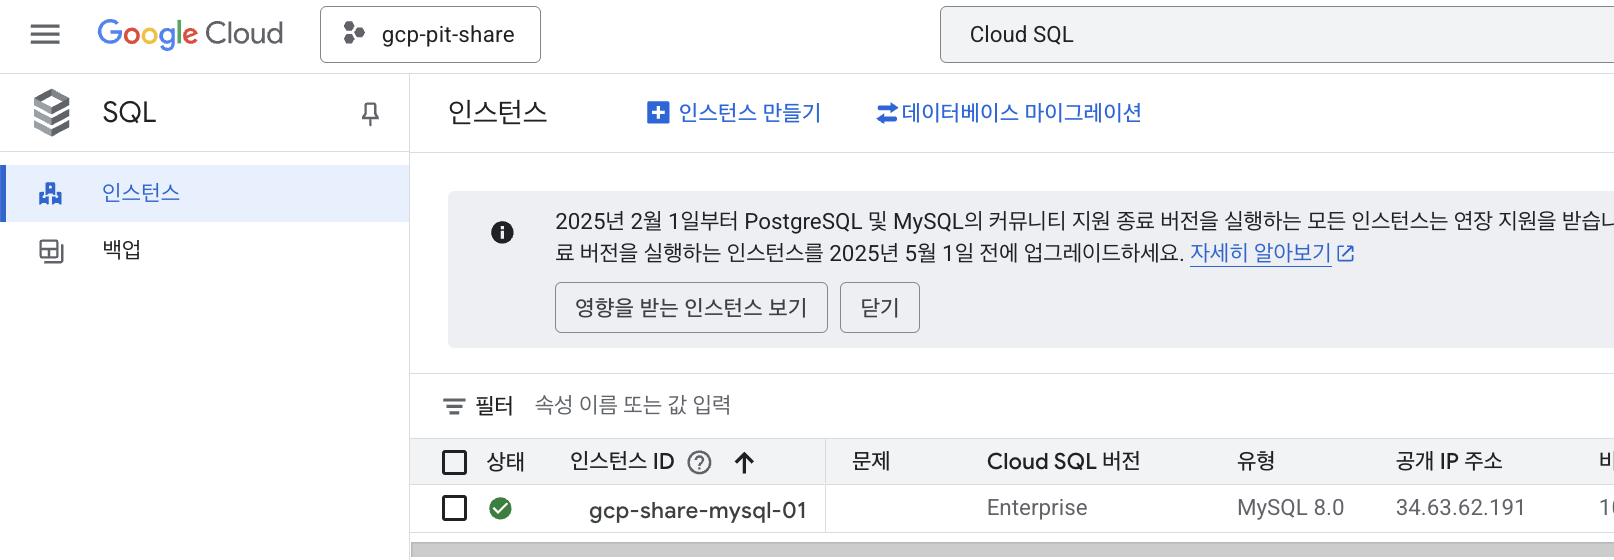 Google Cloud
gcp-pit-share
Cloud SQL
SQL
인스턴스
인스턴스 만들기
데이터베이스 마이그레이션
인스턴스
백업
2025년 2월 1일부터 PostgreSQL 및 MySQL의 커뮤니티 지원 종료 버전을 실행하는 모든 인스턴스는 연장 지원을 받습니
료 버전을 실행하는 인스턴스를 2025년 5월 1일 전에 업그레이드하세요. 자세히 알아보기
영향을 받는 인스턴스 보기
닫기
필터 속성 이름 또는 값 입력
상태 인스턴스 ID 문제 Cloud SQL 버전 유형 공개 IP 주소
gcp-share-mysql-01 Enterprise MySQL 8.0 34.63.62.191